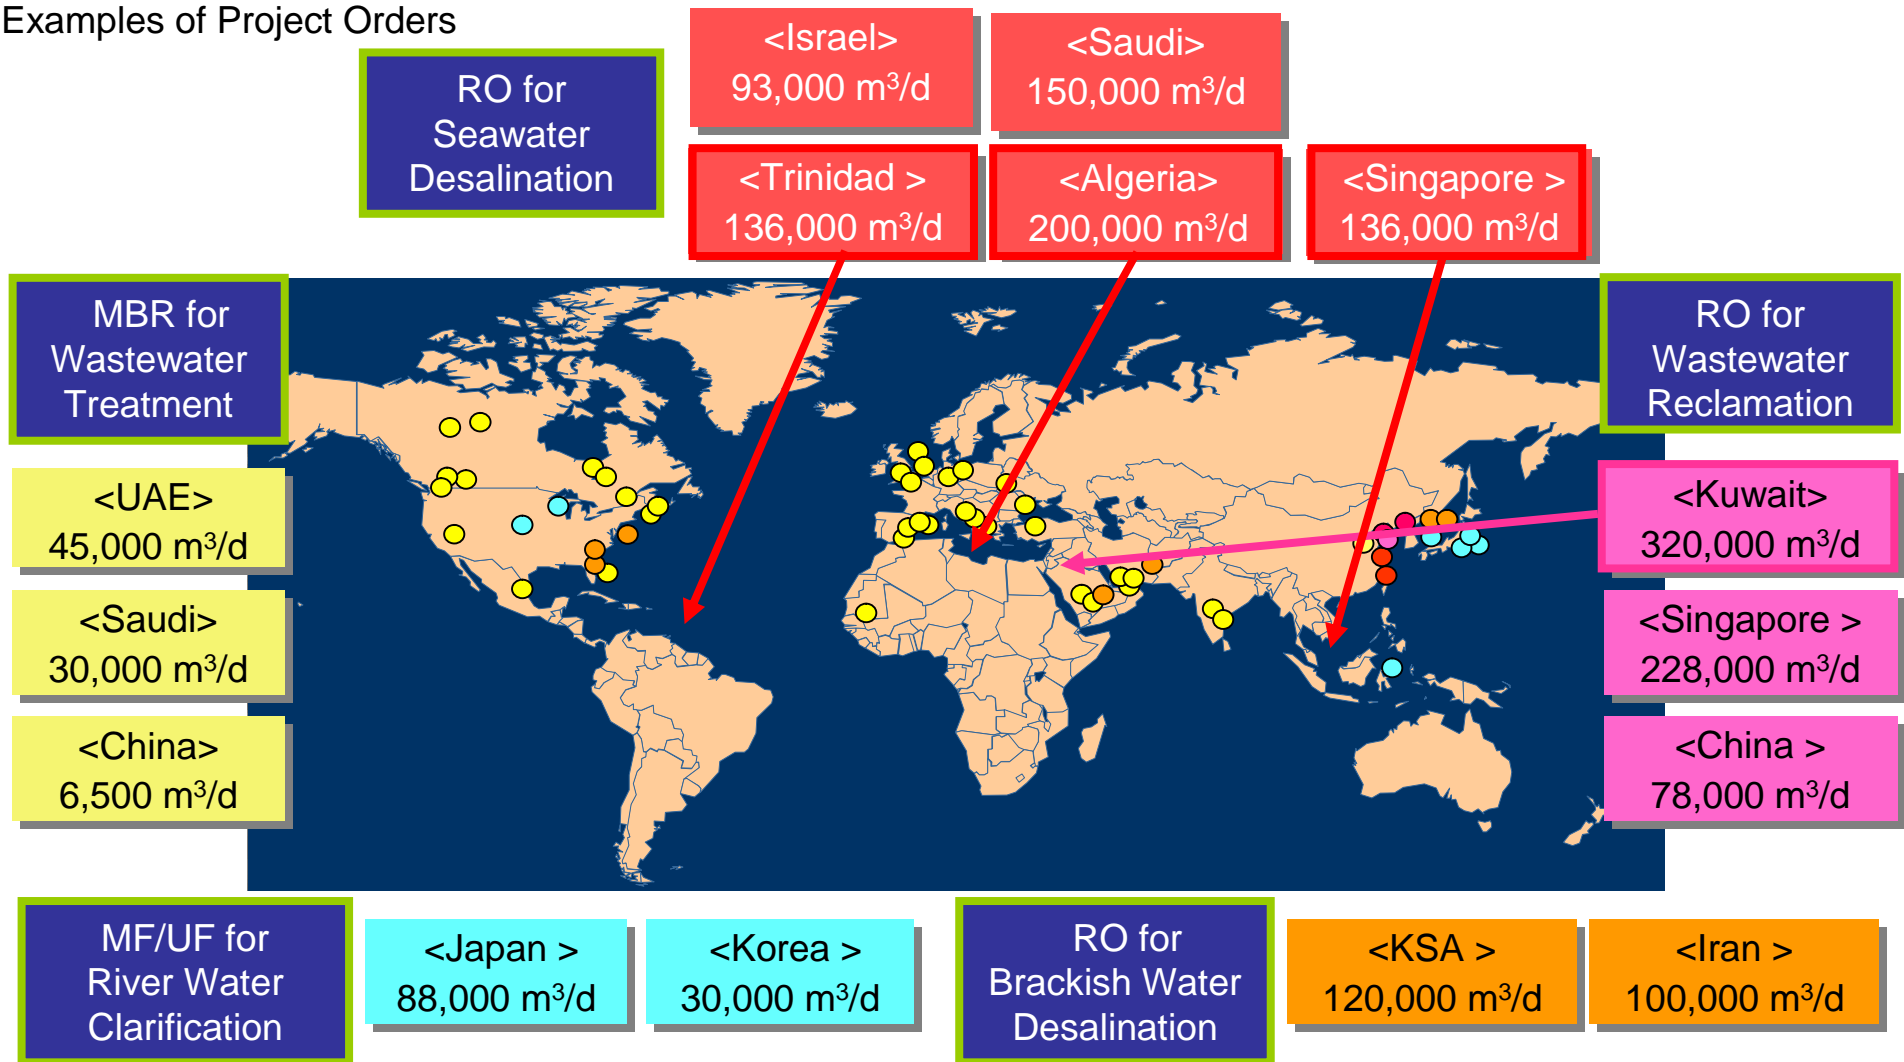 Examples of Project Orders
RO for
Seawater
Desalination
<Israel>
93,000 m³/d
<Saudi>
150,000 m³/d
<Trinidad >
136,000 m³/d
<Algeria>
200,000 m³/d
<Singapore >
136,000 m³/d
MBR for
Wastewater
Treatment
<UAE>
45,000 m³/d
<Saudi>
30,000 m³/d
<China>
6,500 m³/d
RO for
Wastewater
Reclamation
<Kuwait>
320,000 m³/d
<Singapore >
228,000 m³/d
<China >
78,000 m³/d
MF/UF for
River Water
Clarification
<Japan >
88,000 m³/d
<Korea >
30,000 m³/d
RO for
Brackish Water
Desalination
<KSA >
120,000 m³/d
<Iran >
100,000 m³/d